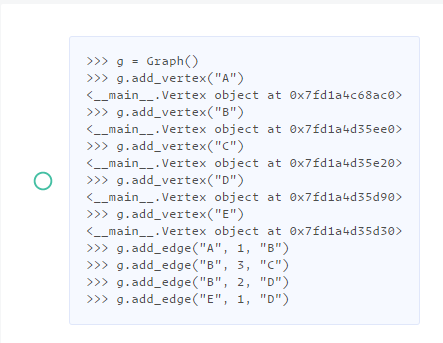 >>> g = Graph()
>>> g.add_vertex("A")
<__main__.Vertex object at 0x7fd1a4c68ac0>
>>> g.add_vertex("B")
<__main__.Vertex object at 0x7fd1a4d35ee0>
>>> g.add_vertex("C")
<__main__.Vertex object at 0x7fd1a4d35e20>
>>> g.add_vertex("D")
<__main__.Vertex object at 0x7fd1a4d35d90>
>>> g.add_vertex("E")
<__main__.Vertex object at 0x7fd1a4d35d30>
>>> g.add_edge("A", 1, "B")
>>> g.add_edge("B", 3, "C")
>>> g.add_edge("B", 2, "D")
>>> g.add_edge("E", 1, "D")